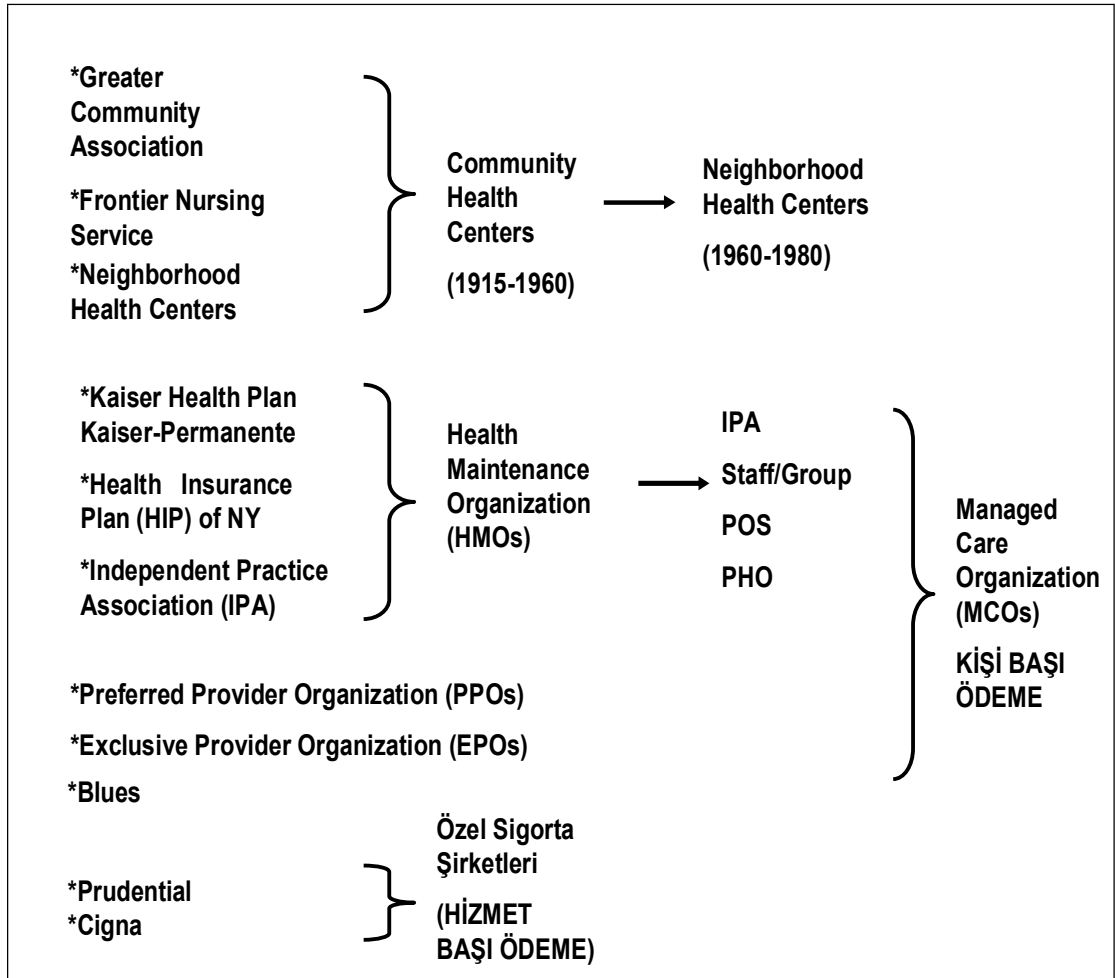 *Greater
Community
Association
*Frontier Nursing
Service
*Neighborhood
Health Centers
Community
Health
Centers
(1915-1960)
Neighborhood
Health Centers
(1960-1980)
*Kaiser Health Plan
Kaiser-Permanente
*Health Insurance
Plan (HIP) of NY
*Independent Practice
Association (IPA)
Health
Maintenance
Organization
(HMOs)
IPA
Staff/Group
POS
PHO
Managed
Care
Organization
(MCOs)
KİŞİ BAŞI
ÖDEME
*Preferred Provider Organization (PPOs)
*Exclusive Provider Organization (EPOs)
*Blues
*Prudential
*Cigna
Özel Sigorta
Şirketleri
(HİZMET
BAŞI ÖDEME)